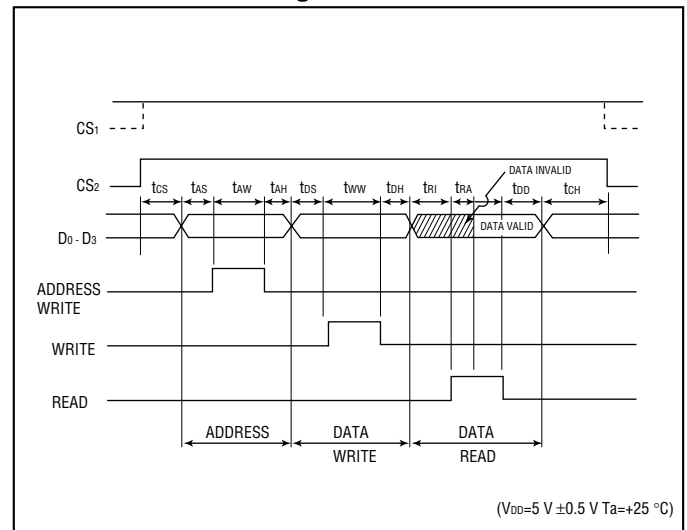 CS1
CS2
tCS tAS tAW tAH tDS tWW tDH tRI tRA tDD tCH
DATA INVALID
D0 - D3
DATA VALID
ADDRESS
WRITE
WRITE
READ
ADDRESS
DATA
WRITE
DATA
READ
(VDD=5 V ±0.5 V Ta=+25 °C)